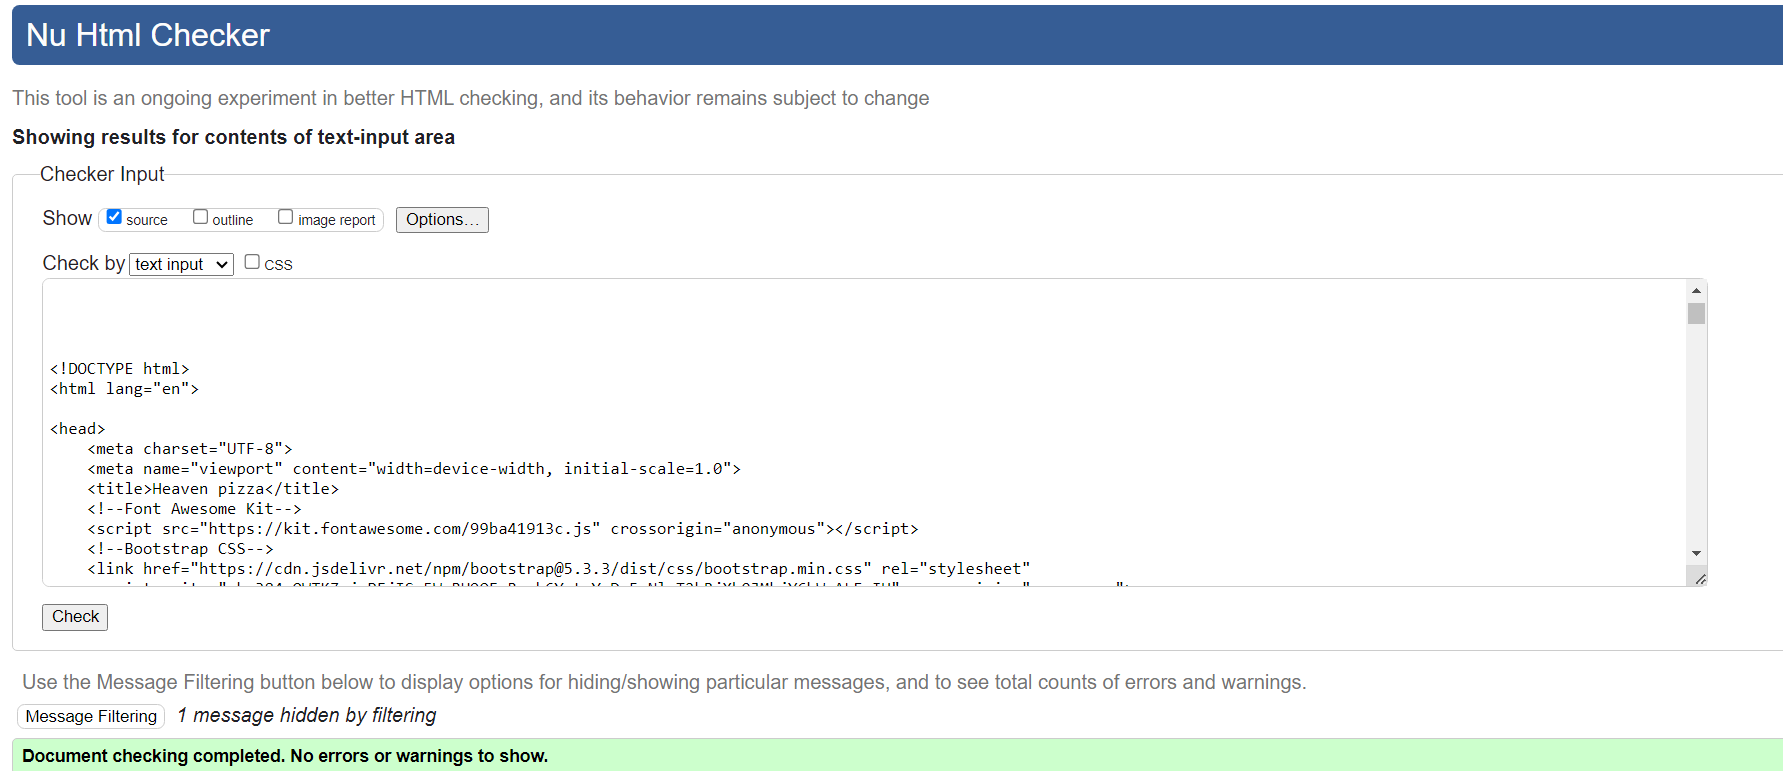 Nu Html Checker
This tool is an ongoing experiment in better HTML checking, and its behavior remains subject to change
Showing results for contents of text-input area
Checker Input
Show source outline image report Options...
Check by text input CSS
<!DOCTYPE html>
<html lang="en">
<head>
<meta charset="UTF-8">
<meta name="viewport" content="width=device-width, initial-scale=1.0">
<title>Heaven pizza</title>
<!--Font Awesome Kit-->
<script src="https://kit.fontawesome.com/99ba41913c.js" crossorigin="anonymous"></script>
<!--Bootstrap CSS-->
<link href="https://cdn.jsdelivr.net/npm/bootstrap@5.3.3/dist/css/bootstrap.min.css" rel="stylesheet"
Check
Use the Message Filtering button below to display options for hiding/showing particular messages, and to see total counts of errors and warnings.
Message Filtering 1 message hidden by filtering
Document checking completed. No errors or warnings to show.